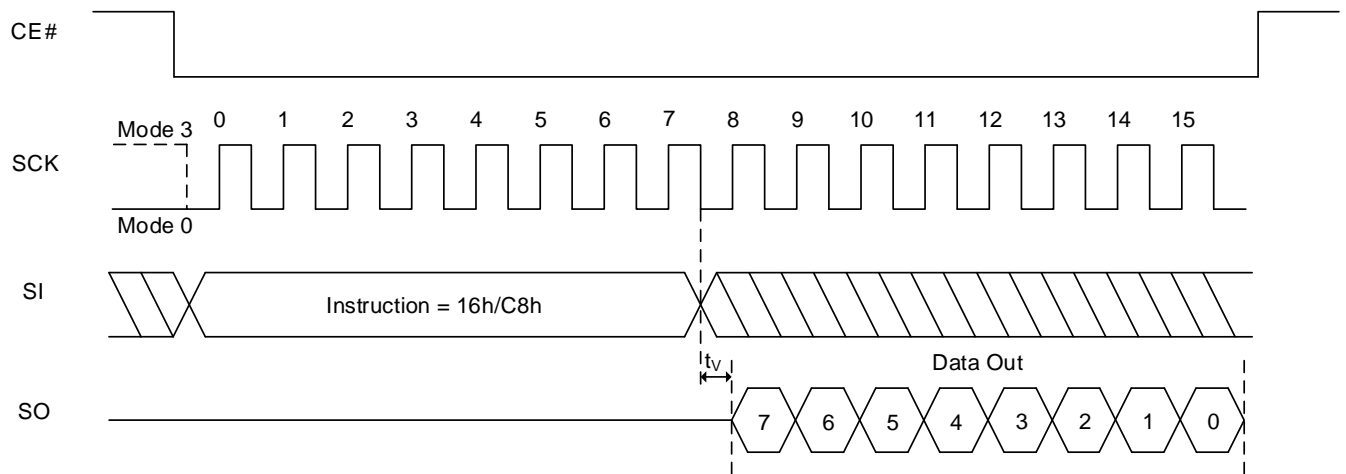 CE#
Mode 3
0 1 2 3 4 5 6 7 8 9 10 11 12 13 14 15
SCK
Mode 0
SI
Instruction = 16h/C8h
tV
Data Out
SO
7 6 5 4 3 2 1 0